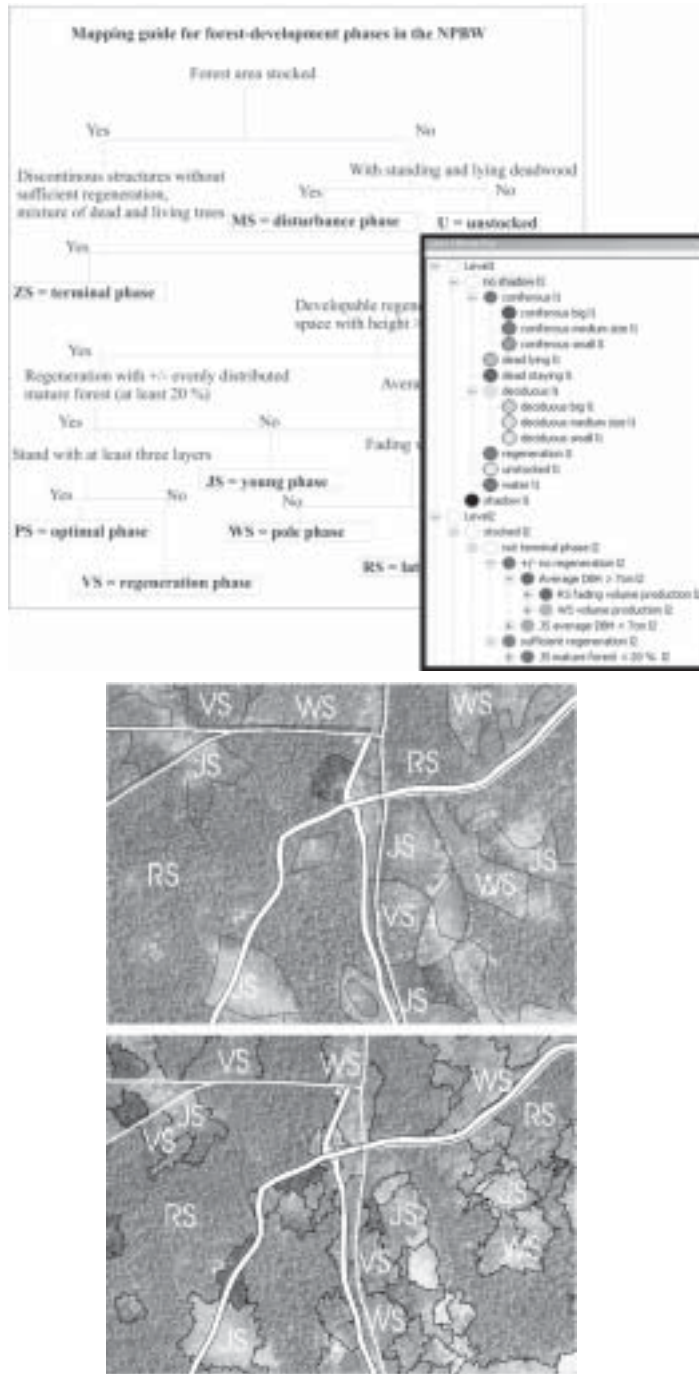 Mapping guide for forest-development phases in the NPBW
Forest area stocked
Yes
No
Discontinous structures without
sufficient regeneration,
mixture of dead and living trees
With standing and lying deadwood
Yes
No
MS = disturbance phase
U = unstocked
Yes
ZS = terminal phase
Developable
space with height
Yes
Regeneration with +/- evenly distributed
mature forest (at least 20 %)
Yes
No
Fading
Stand with at least three layers
JS = young phase
Yes
No
No
PS = optimal phase
WS = pole phase
VS = regeneration phase
RS =
Level1
no shadow l1
coniferous l1
coniferous big l1
coniferous medium size l1
coniferous small l1
dead lying l1
dead staying l1
deciduous l1
deciduous big l1
deciduous medium size l1
deciduous small l1
regeneration l1
unstocked l1
water l1
shadow l1
Level2
stocked l2
not terminal phase l2
+/- no regeneration l2
Average DBH > 7cm l2
RS fading volume production l2
WS volume production l2
JS average DBH < 7cm l2
sufficient regeneration l2
JS mature forest < 20 %. l2
VS WS WS
JS RS
JS JS
RS WS
VS
JS JS
VS WS WS
JS RS
VS
RS JS JS
WS
VS
JS WS